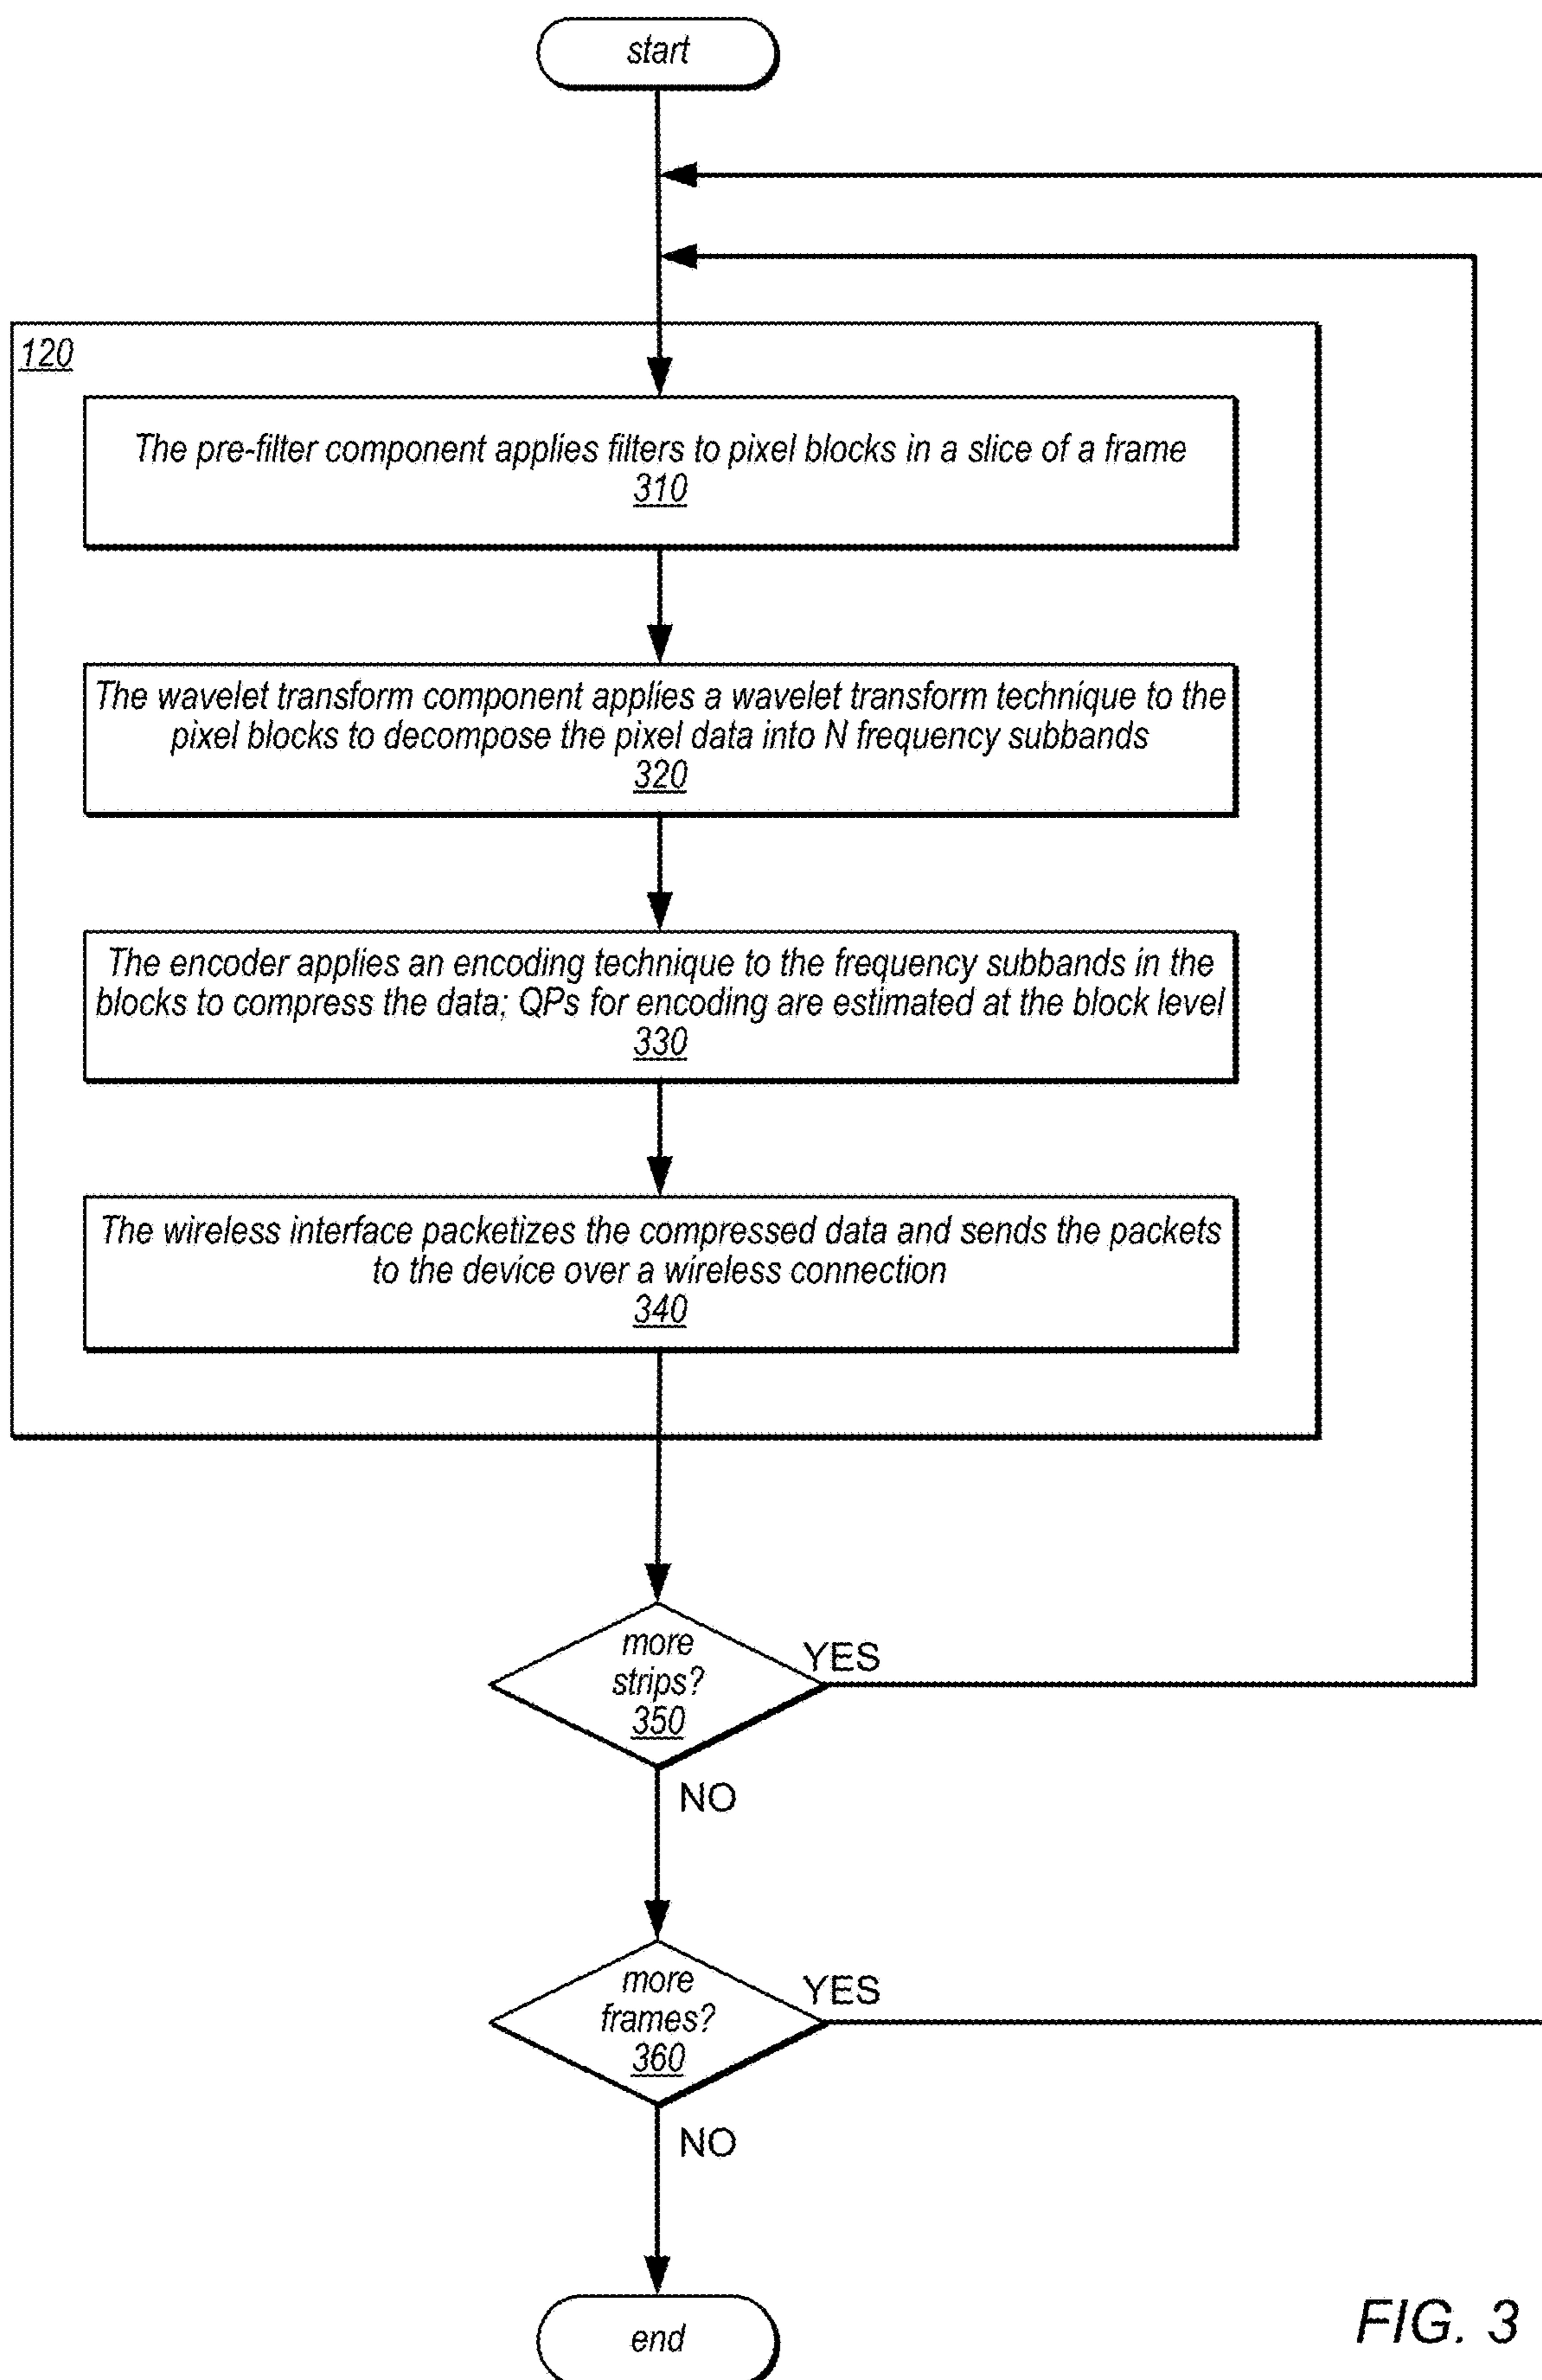 start
120
The pre-filter component applies filters to pixel blocks in a slice of a frame
310
The wavelet transform component applies a wavelet transform technique to the
pixel blocks to decompose the pixel data into N frequency subbands
320
The encoder applies an encoding technique to the frequency subbands in the
blocks to compress the data; QPs for encoding are estimated at the block level
330
The wireless interface packetizes the compressed data and sends the packets
to the device over a wireless connection
340
more
strips?
350
YES
NO
more
frames?
360
YES
NO
end
FIG. 3